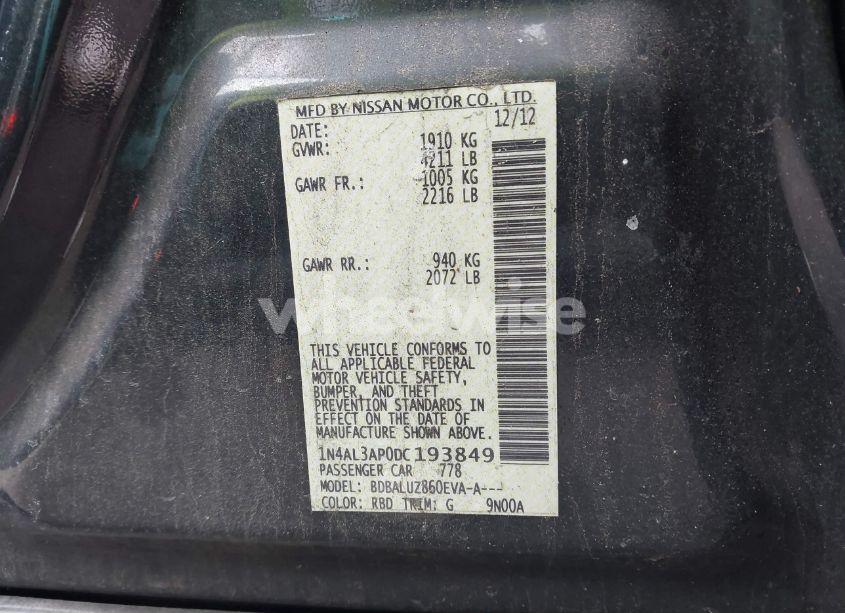 MFD BY NISSAN MOTOR CO., LTD.
DATE: 12/12
GVWR: 1910 KG
4211 LB
GAWR FR.: 1005 KG
2216 LB
GAWR RR.: 940 KG
2072 LB
wheelwise
THIS VEHICLE CONFORMS TO
ALL APPLICABLE FEDERAL
MOTOR VEHICLE SAFETY,
BUMPER, AND THEFT
PREVENTION STANDARDS IN
EFFECT ON THE DATE OF
MANUFACTURE SHOWN ABOVE.
1N4AL3AP0DC193849
PASSENGER CAR 778
MODEL: BDBALUZ860EVA-A---
COLOR: RBD TRIM: G 9N00A